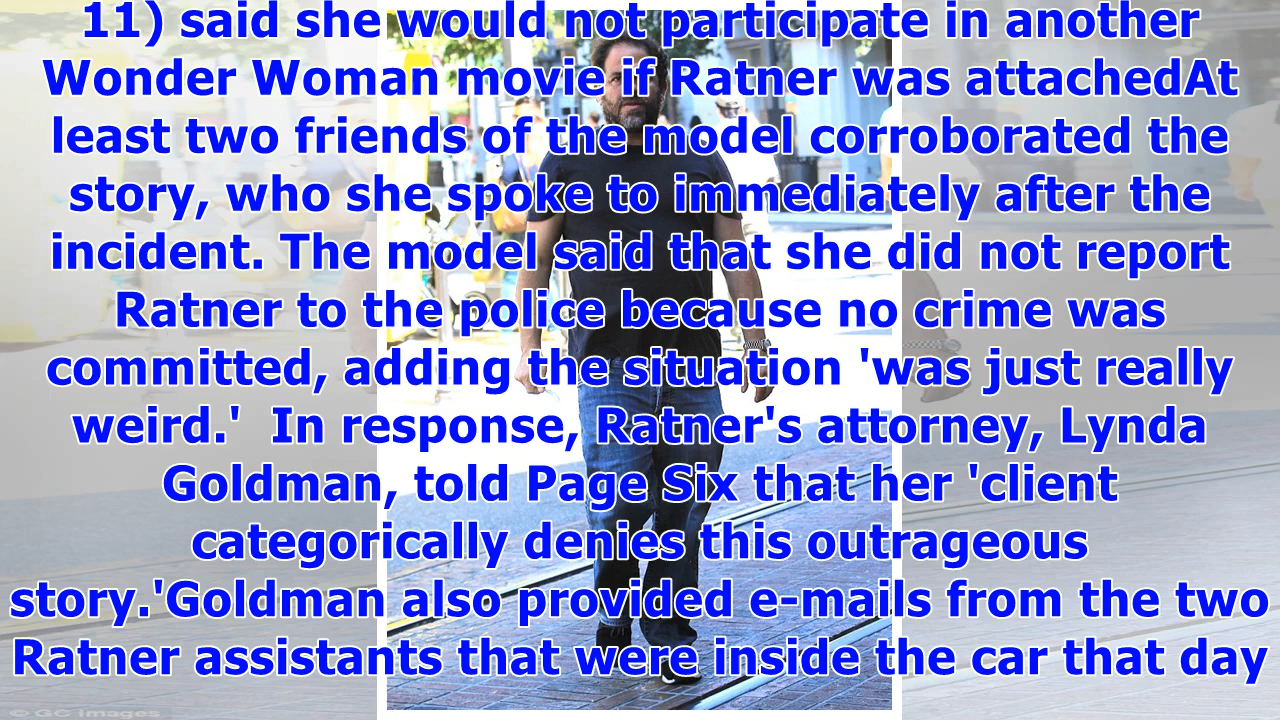 11) said she would not participate in another
Wonder Woman movie if Ratner was attachedAt
least two friends of the model corroborated the
story, who she spoke to immediately after the
incident. The model said that she did not report
Ratner to the police because no crime was
committed, adding the situation 'was just really
weird.'  In response, Ratner's attorney, Lynda
Goldman, told Page Six that her 'client
categorically denies this outrageous
story.'Goldman also provided e-mails from the two
Ratner assistants that were inside the car that day
© GC Images